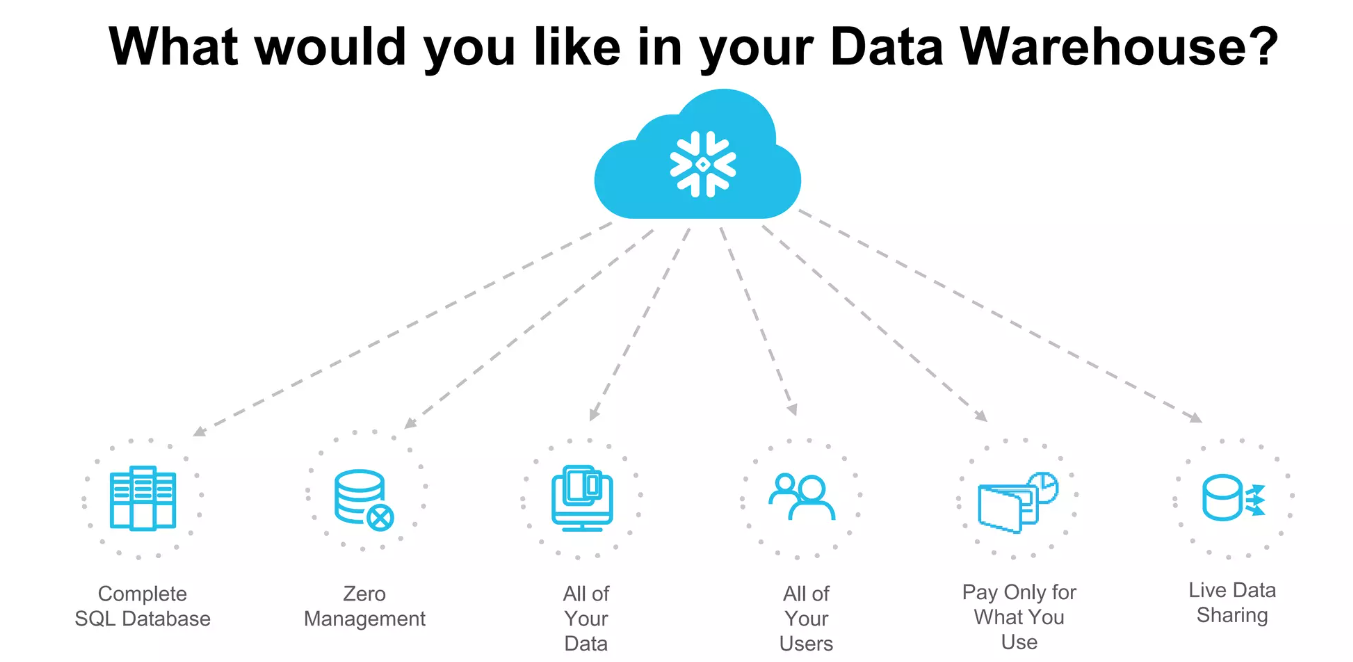 What would you like in your Data Warehouse?
Complete
SQL Database
Zero
Management
All of
Your
Data
All of
Your
Users
Pay Only for
What You
Use
Live Data
Sharing